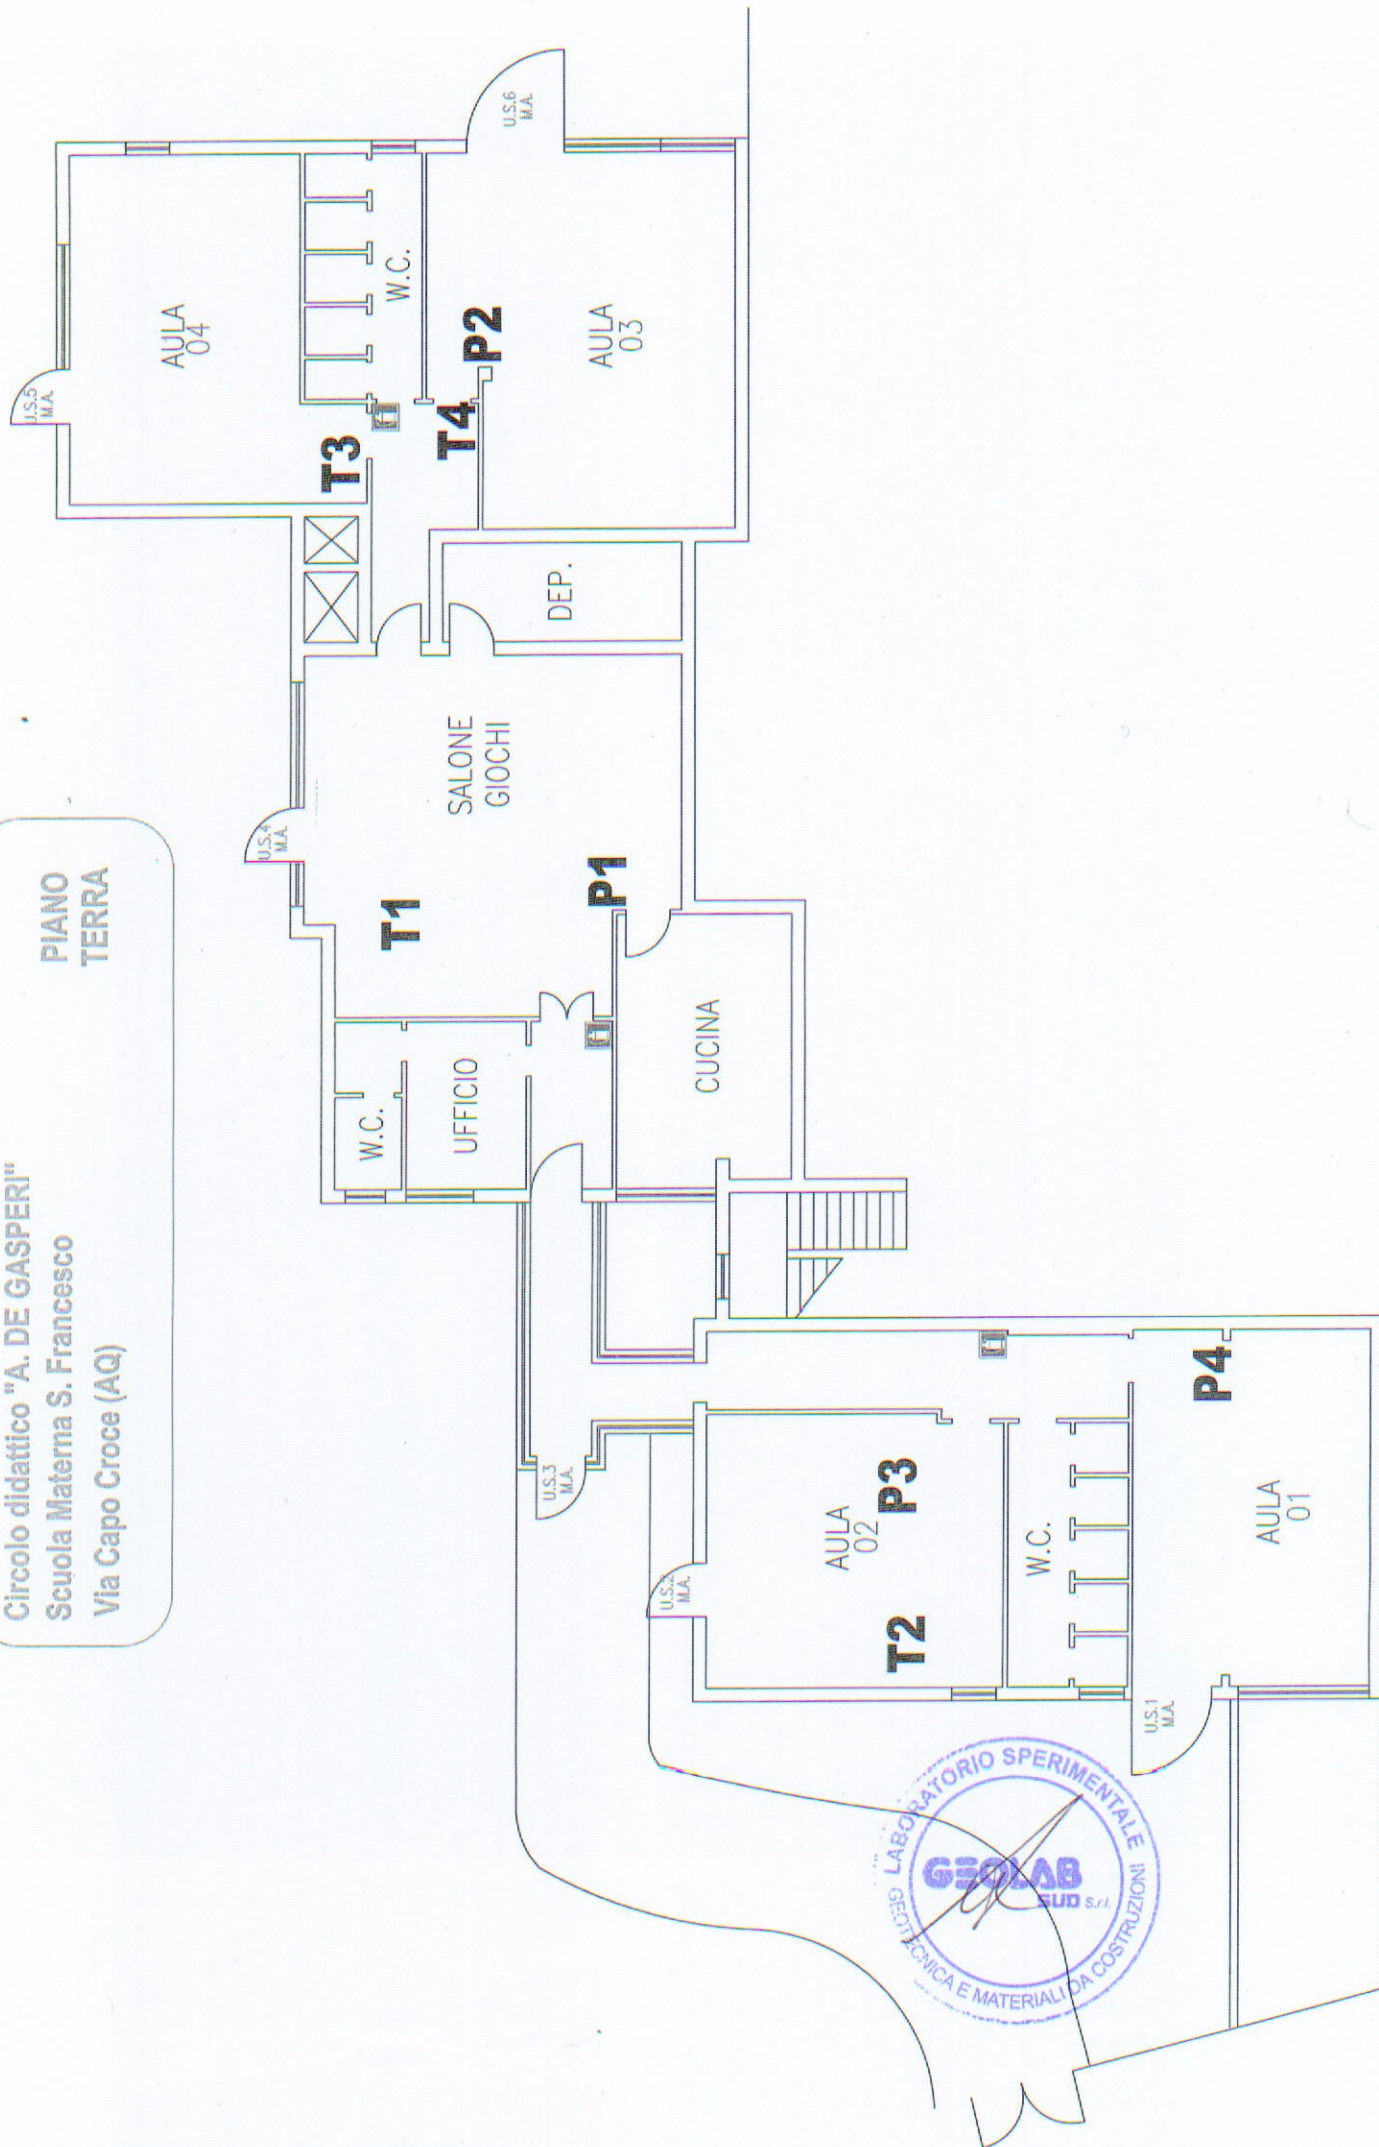 Circolo didattico "A. DE GASPERI"
Scuola Materna S. Francesco
Via Capo Croce (AQ)
PIANO
TERRA
U.S.5
M.A.
AULA
04
T3
W.C.
T4
P2
U.S.6
M.A.
AULA
03
DEP.
U.S.4
M.A.
SALONE
GIOCHI
T1
P1
W.C.
UFFICIO
CUCINA
U.S.3
M.A.
U.S.2
M.A.
AULA
02
P3
T2
W.C.
P4
AULA
01
U.S.1
M.A.
LABORATORIO SPERIMENTALE
GEOLAB
SUD S.r.l.
GEOTECNICA E MATERIALI DA COSTRUZIONI